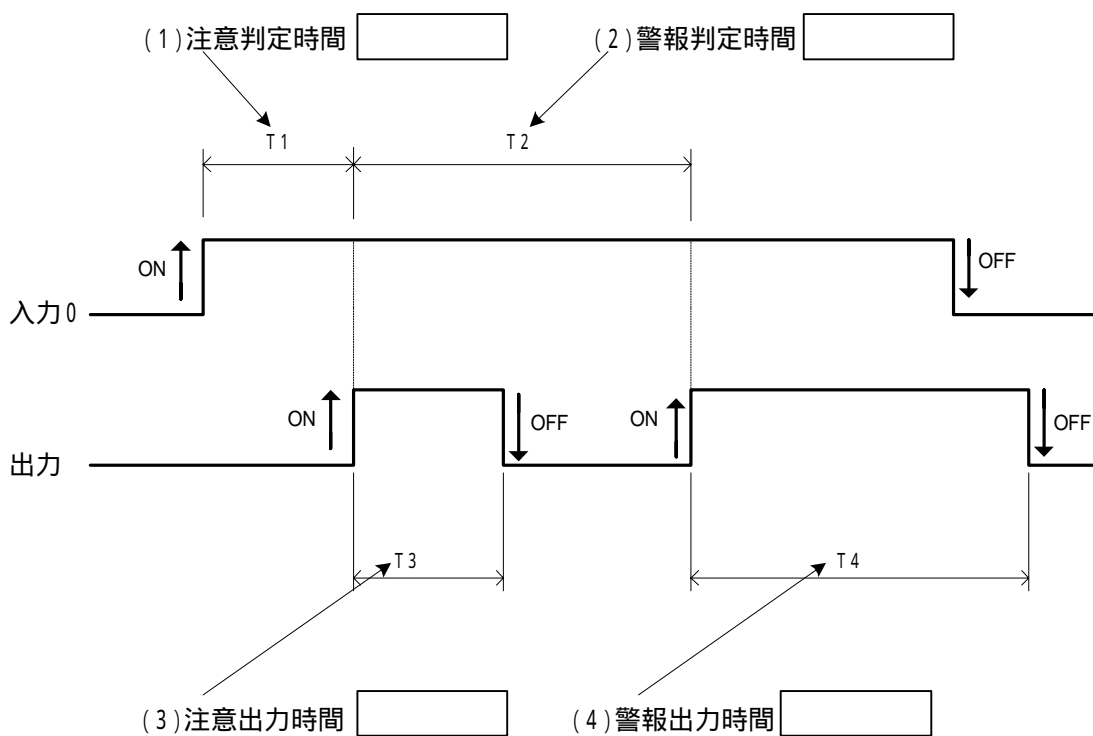 (1)注意判定時間
(2)警報判定時間
T1
T2
ON
OFF
入力0
ON
OFF
ON
OFF
出力
T3
T4
(3)注意出力時間
(4)警報出力時間